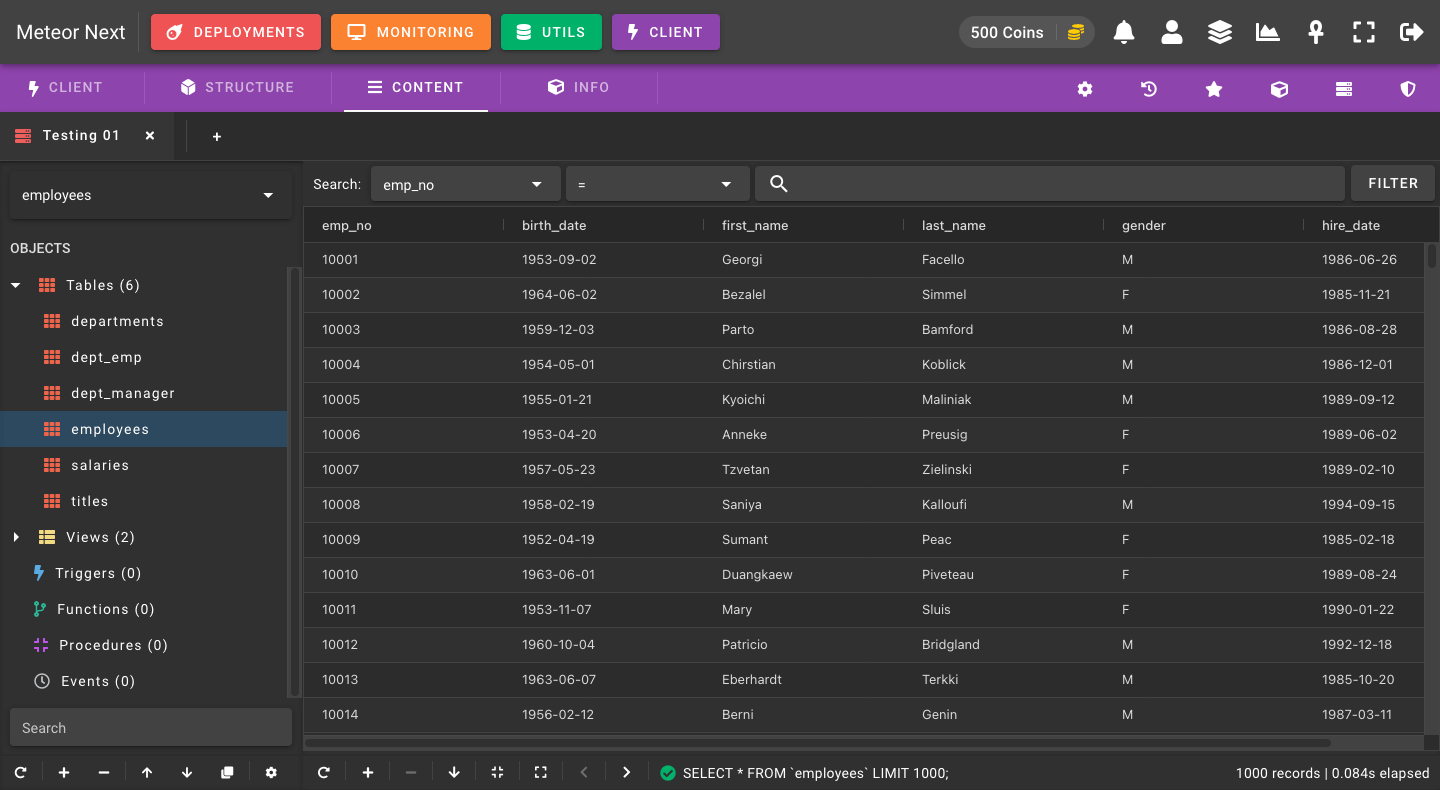 Meteor Next DEPLOYMENTS MONITORING UTILS CLIENT 500 Coins
CLIENT STRUCTURE CONTENT INFO
Testing 01
employees
Search: emp_no = FILTER
OBJECTS
Tables (6)
departments
dept_emp
dept_manager
employees
salaries
titles
Views (2)
Triggers (0)
Functions (0)
Procedures (0)
Events (0)
Search
emp_no birth_date first_name last_name gender hire_date
10001 1953-09-02 Georgi Facello M 1986-06-26
10002 1964-06-02 Bezalel Simmel F 1985-11-21
10003 1959-12-03 Parto Bamford M 1986-08-28
10004 1954-05-01 Chirstian Koblick M 1986-12-01
10005 1955-01-21 Kyoichi Maliniak M 1989-09-12
10006 1953-04-20 Anneke Preusig F 1989-06-02
10007 1957-05-23 Tzvetan Zielinski F 1989-02-10
10008 1958-02-19 Saniya Kalloufi M 1994-09-15
10009 1952-04-19 Sumant Peac F 1985-02-18
10010 1963-06-01 Duangkaew Piveteau F 1989-08-24
10011 1953-11-07 Mary Sluis F 1990-01-22
10012 1960-10-04 Patricio Bridgland M 1992-12-18
10013 1963-06-07 Eberhardt Terkki M 1985-10-20
10014 1956-02-12 Berni Genin M 1987-03-11
SELECT * FROM `employees` LIMIT 1000; 1000 records | 0.084s elapsed